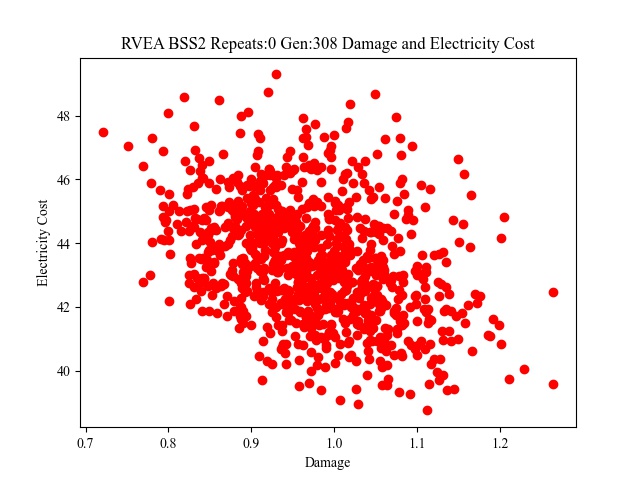 RVEA BSS2 Repeats:0 Gen:308 Damage and Electricity Cost
Electricity Cost
48
46
44
42
40
0.7 0.8 0.9 1.0 1.1 1.2
Damage